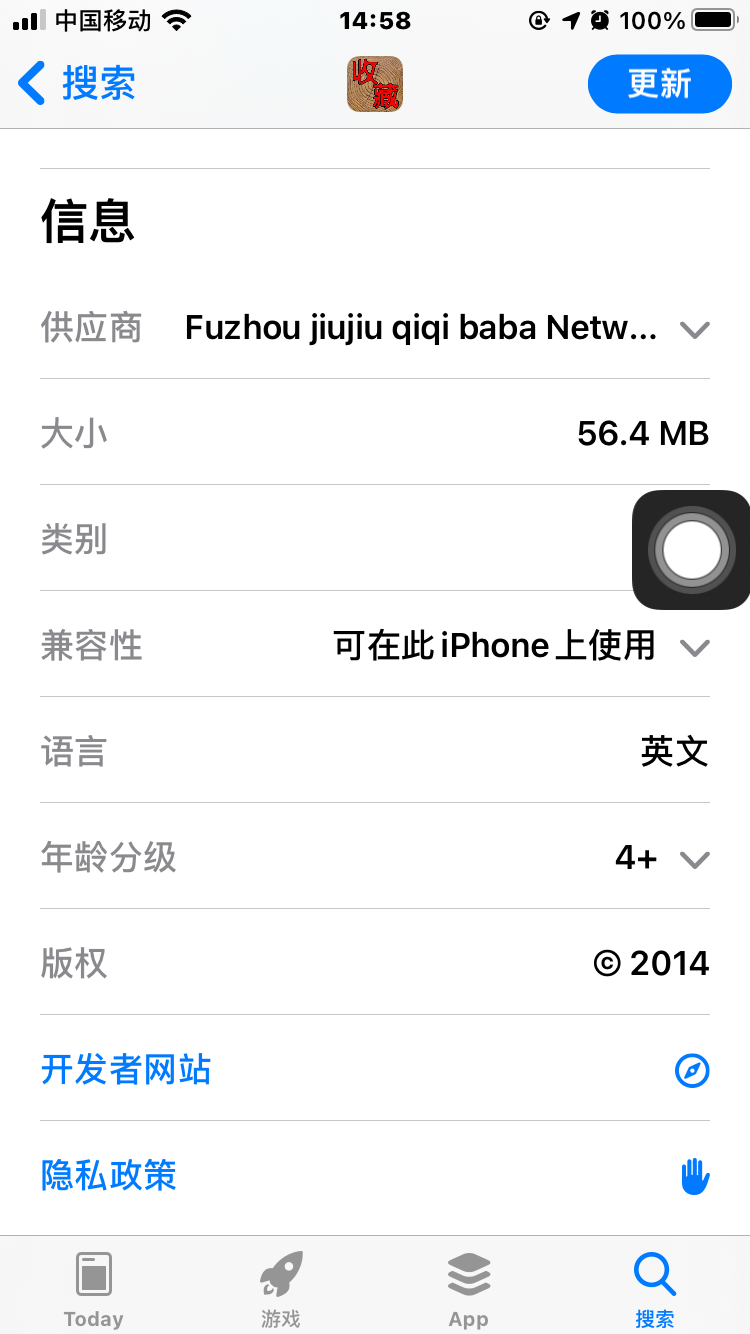 中国移动 14:58 100%
搜索 收藏 更新
信息
供应商 Fuzhou jiujiu qiqi baba Netw...
大小 56.4 MB
类别
兼容性 可在此 iPhone 上使用
语言 英文
年龄分级 4+
版权 © 2014
开发者网站
隐私政策
Today 游戏 App 搜索